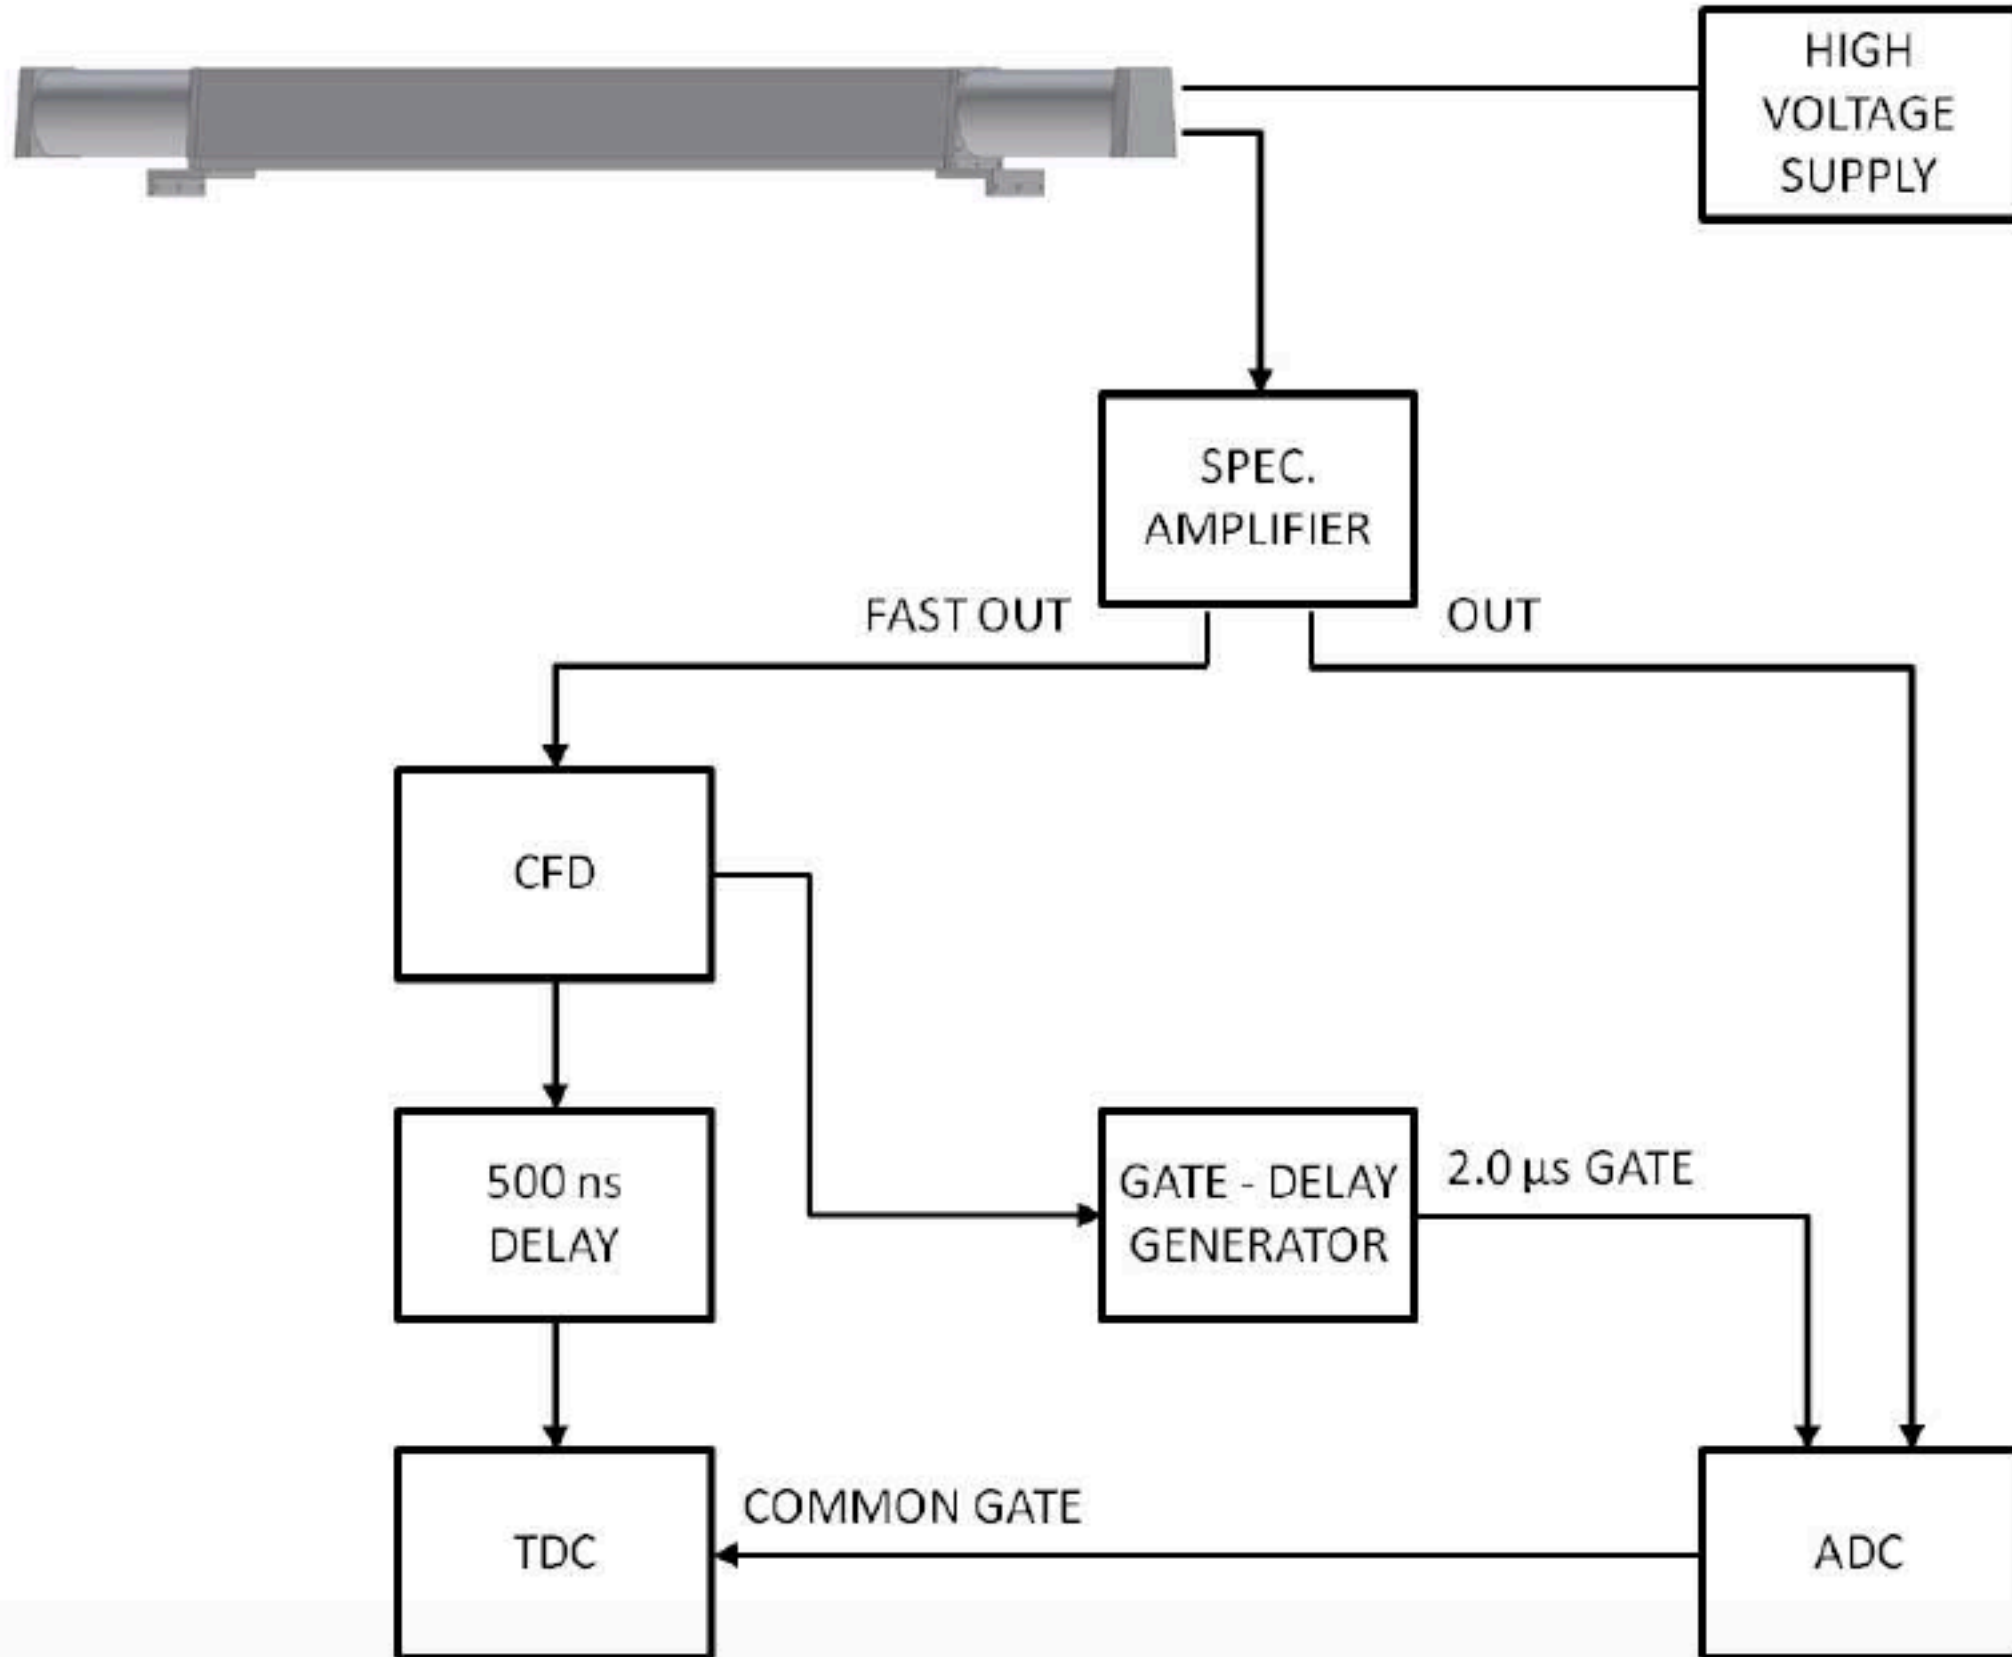 HIGH
VOLTAGE
SUPPLY
SPEC.
AMPLIFIER
FAST OUT
OUT
CFD
500 ns
DELAY
GATE - DELAY
GENERATOR
2.0 µs GATE
TDC
COMMON GATE
ADC